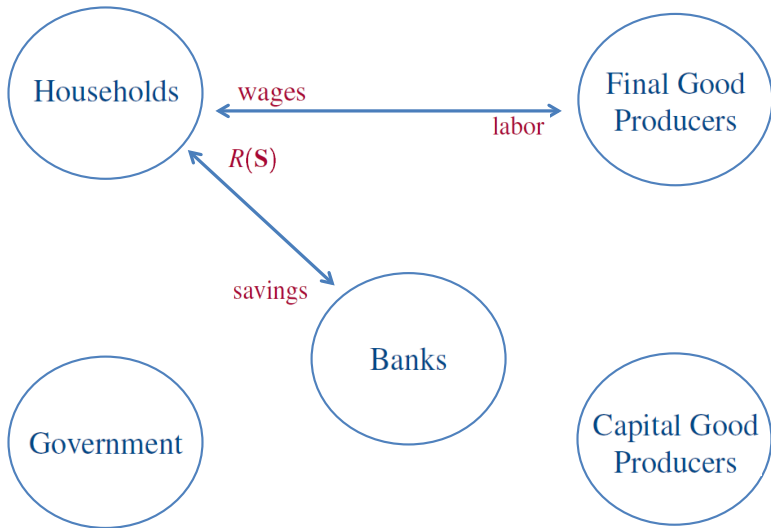 Households
wages
labor
Final Good
Producers
R(S)
savings
Banks
Government
Capital Good
Producers